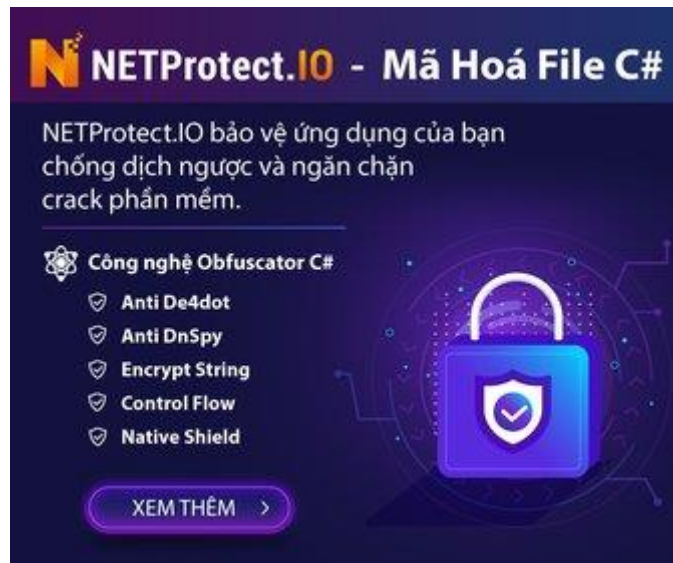 NETProtect.IO - Mã Hoá File C#
NETProtect.IO bảo vệ ứng dụng của bạn
chống dịch ngược và ngăn chặn
crack phần mềm.
Công nghệ Obfuscator C#
Anti De4dot
Anti DnSpy
Encrypt String
Control Flow
Native Shield
XEM THÊM >